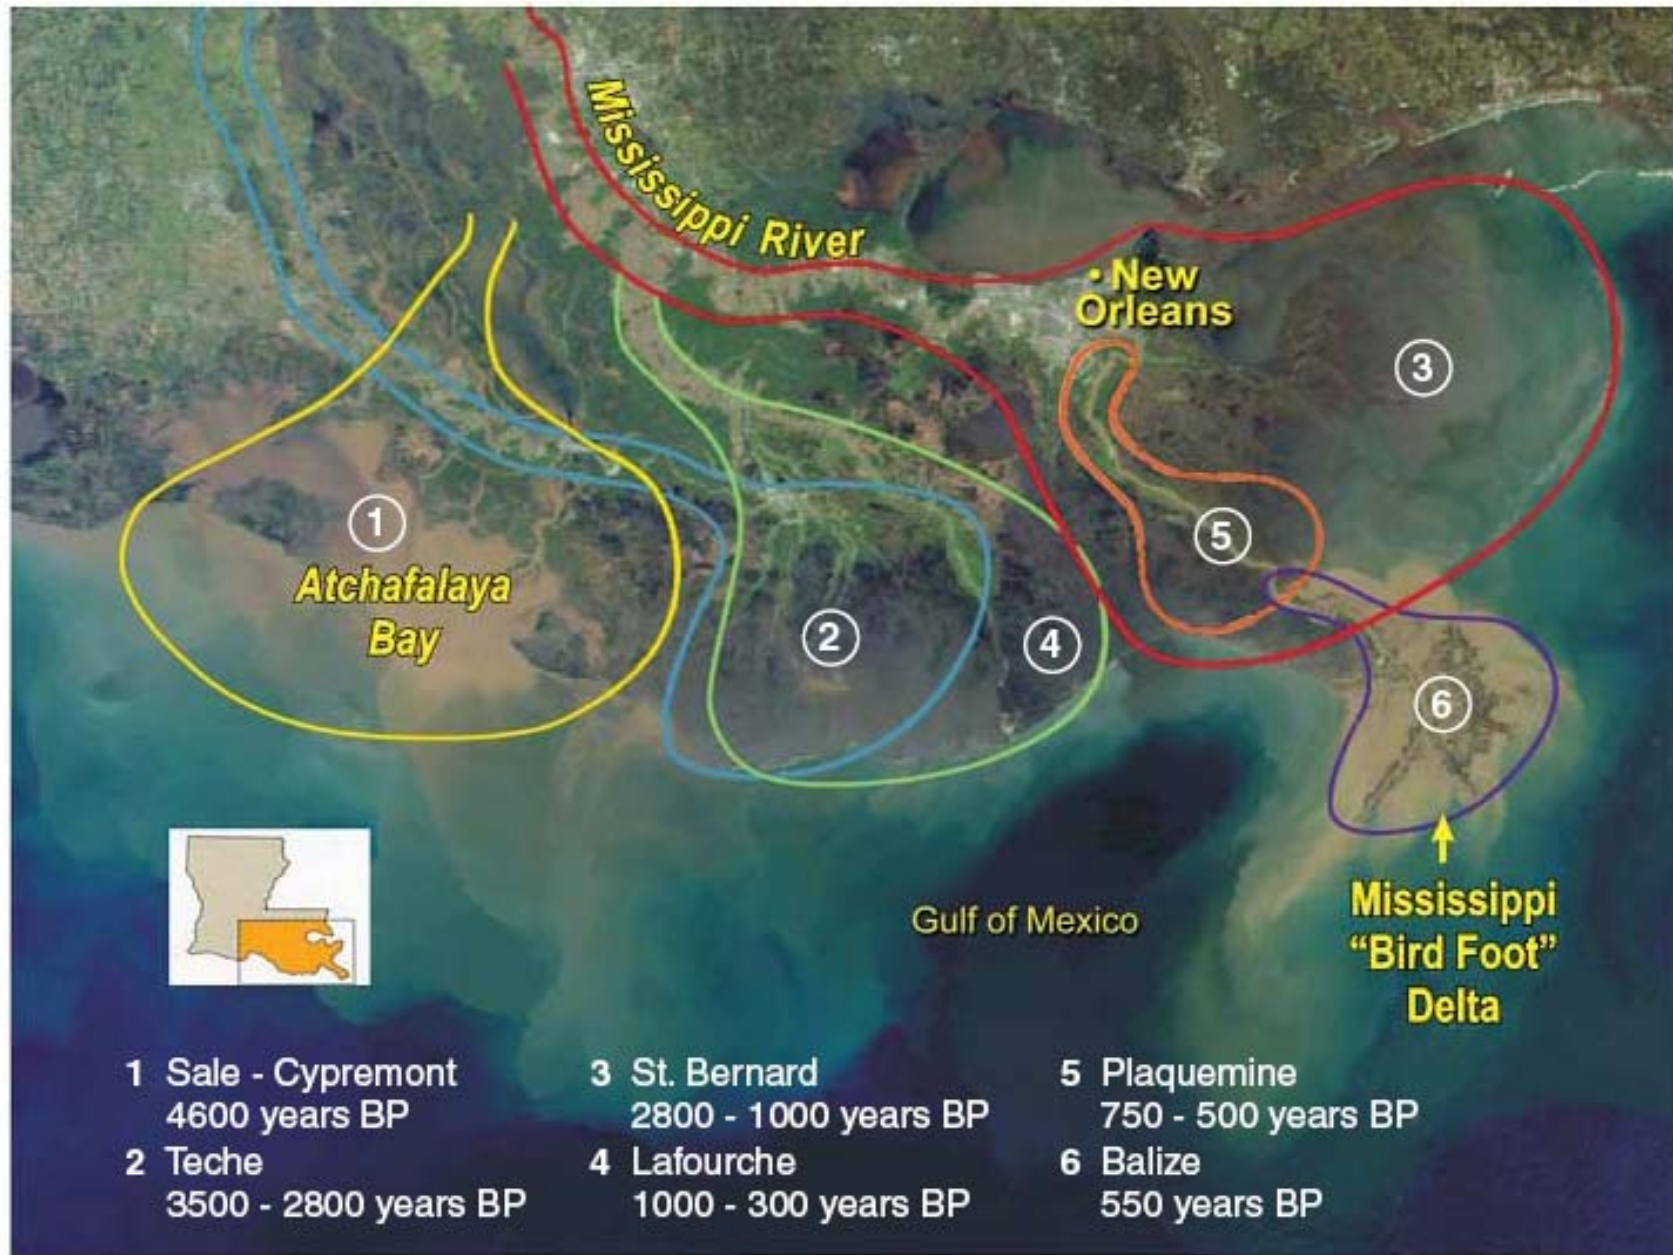 Mississippi River
• New
Orleans
3
1
5
Atchafalaya
Bay
2
4
6
Gulf of Mexico
Mississippi
“Bird Foot”
Delta
1 Sale - Cypremont
4600 years BP
2 Teche
3500 - 2800 years BP
3 St. Bernard
2800 - 1000 years BP
4 Lafourche
1000 - 300 years BP
5 Plaquemine
750 - 500 years BP
6 Balize
550 years BP